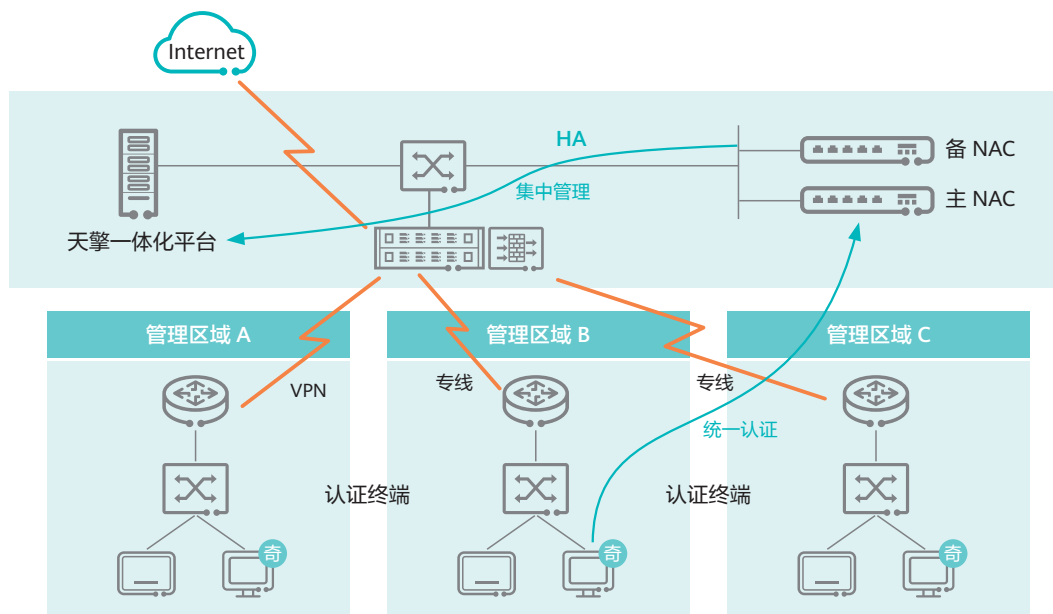 Internet
HA
集中管理
备 NAC
主 NAC
天擎一体化平台
管理区域 A
管理区域 B
管理区域 C
VPN
专线
专线
统一认证
认证终端
认证终端
奇
奇
奇